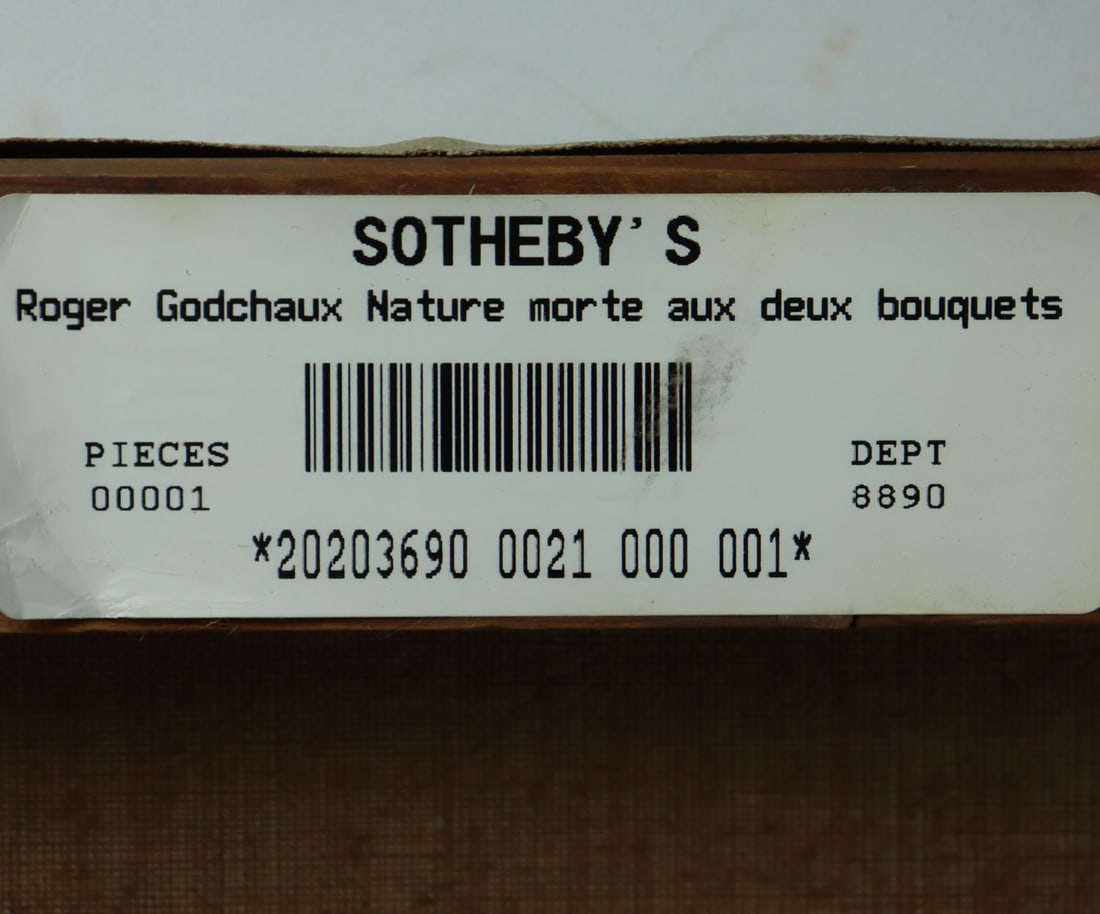 SOTHEBY'S
Roger Godchaux Nature morte aux deux bouquets
PIECES
00001
DEPT
8890
*20203690 0021 000 001*